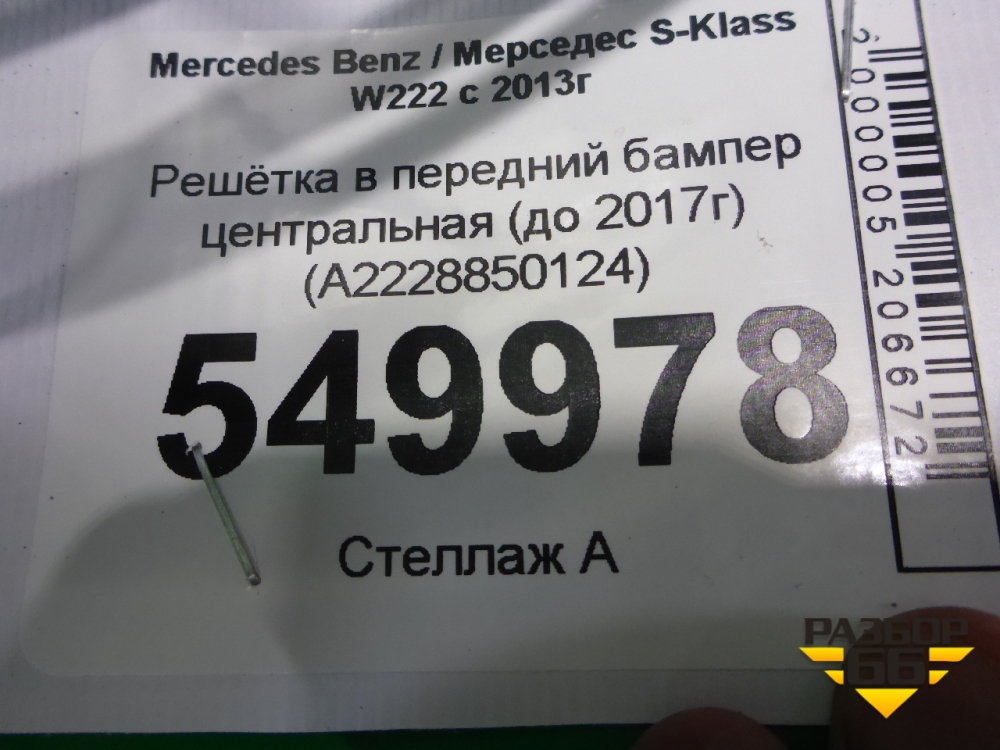 Mercedes Benz / Мерседес S-Klass
W222 с 2013г
Решётка в передний бампер
центральная (до 2017г)
(A2228850124)
549978
Стеллаж А
2000005206672
РАЗБОР
66